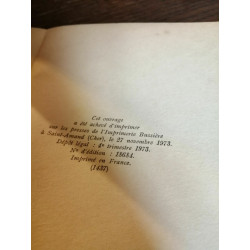 Cet ouvrage
a été achevé d'imprimer
sur les presses de l'Imprimerie Bussière
à Saint-Amand (Cher), le 27 novembre 1973.
Dépôt légal : 4e trimestre 1973.
N° d'édition : 18654.
Imprimé en France.
(1437)